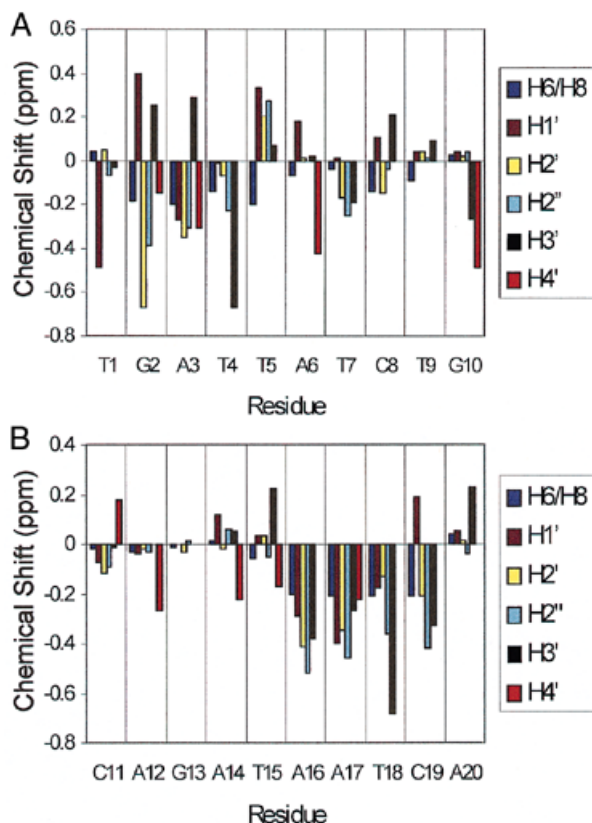 A
Chemical Shift (ppm)
0.6
0.4
0.2
0
-0.2
-0.4
-0.6
-0.8
T1 G2 A3 T4 T5 A6 T7 C8 T9 G10
Residue
H6/H8
H1'
H2'
H2"
H3'
H4'
B
Chemical Shift (ppm)
0.4
0.2
0
-0.2
-0.4
-0.6
-0.8
C11 A12 G13 A14 T15 A16 A17 T18 C19 A20
Residue
H6/H8
H1'
H2'
H2"
H3'
H4'